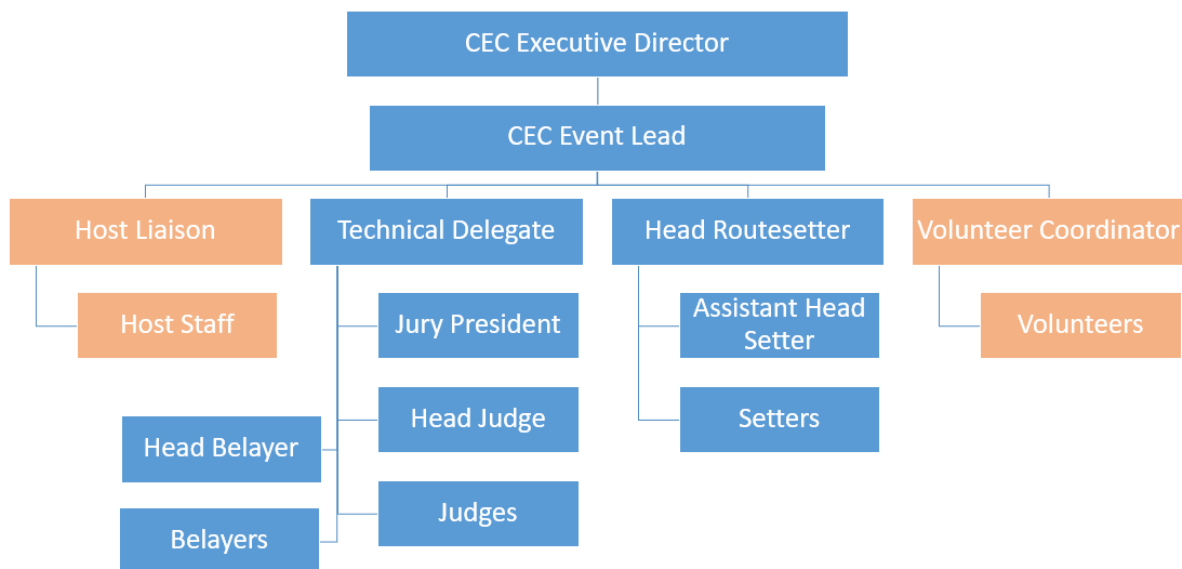 CEC Executive Director
CEC Event Lead
Host Liaison
Technical Delegate
Head Routesetter
Volunteer Coordinator
Host Staff
Jury President
Assistant Head
Setter
Volunteers
Head Belayer
Head Judge
Setters
Belayers
Judges